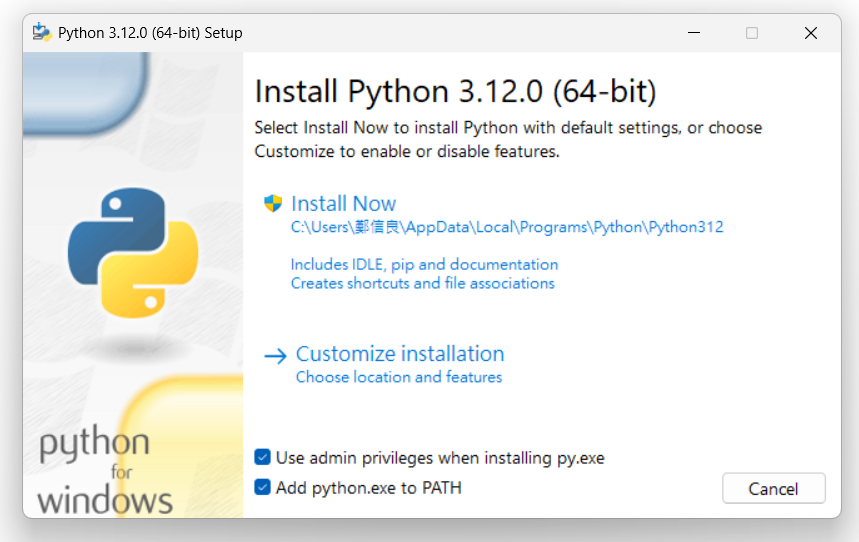 Python 3.12.0 (64-bit) Setup
Install Python 3.12.0 (64-bit)
Select Install Now to install Python with default settings, or choose
Customize to enable or disable features.
Install Now
C:\Users\鄭信良\AppData\Local\Programs\Python\Python312
Includes IDLE, pip and documentation
Creates shortcuts and file associations
Customize installation
Choose location and features
python
for
windows
Use admin privileges when installing py.exe
Add python.exe to PATH
Cancel